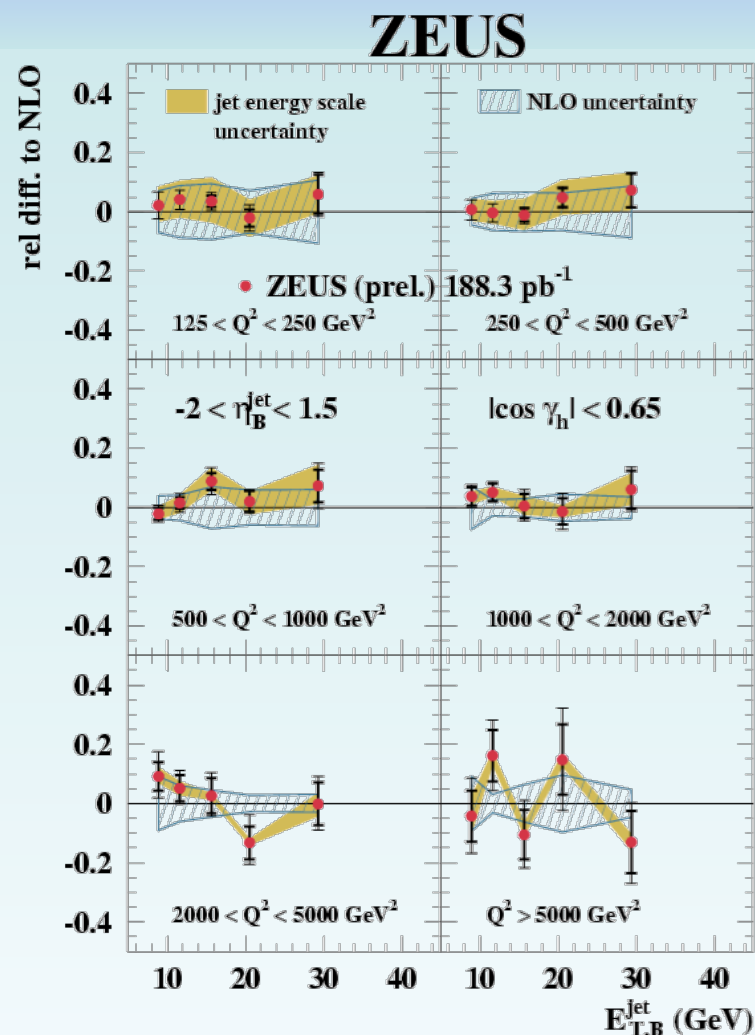 ZEUS
rel diff. to NLO
0.4
0.2
0
-0.2
-0.4
jet energy scale
uncertainty
NLO uncertainty
ZEUS (prel.) 188.3 pb⁻¹
125 < Q² < 250 GeV²
250 < Q² < 500 GeV²
0.4
0.2
0
-0.2
-0.4
-2 < η_B^jet < 1.5
|cos γ_h| < 0.65
500 < Q² < 1000 GeV²
1000 < Q² < 2000 GeV²
0.4
0.2
0
-0.2
-0.4
2000 < Q² < 5000 GeV²
Q² > 5000 GeV²
10 20 30 40
10 20 30 40
E_T,B^jet (GeV)